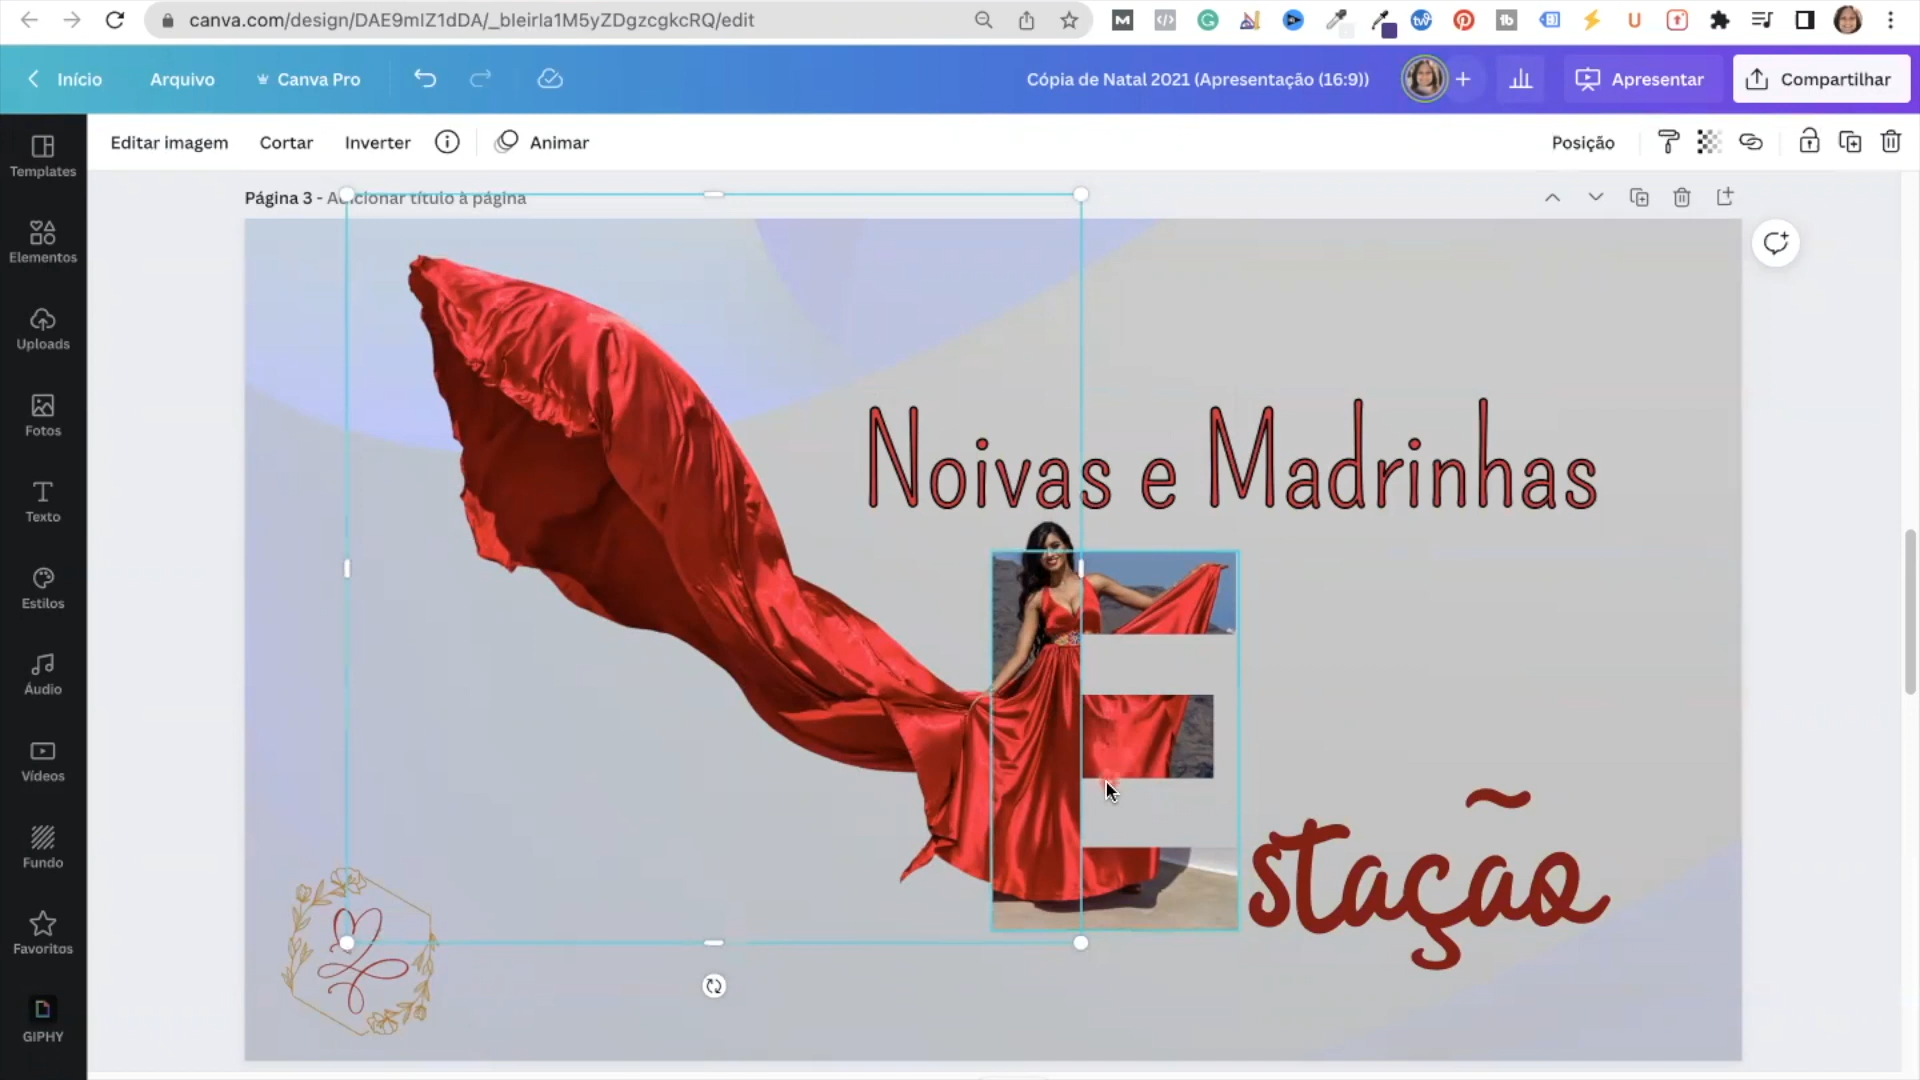 canva.com/design/DAE9mIZ1dDA/_bleirla1M5yZDgzcgkcRQ/edit
Início
Arquivo
Canva Pro
Cópia de Natal 2021 (Apresentação (16:9))
Apresentar
Compartilhar
Editar imagem
Cortar
Inverter
Animar
Posição
Templates
Elementos
Uploads
Fotos
Texto
Estilos
Áudio
Vídeos
Fundo
Favoritos
GIPHY
Página 3 - Adicionar título à página
Noivas e Madrinhas
E
stação